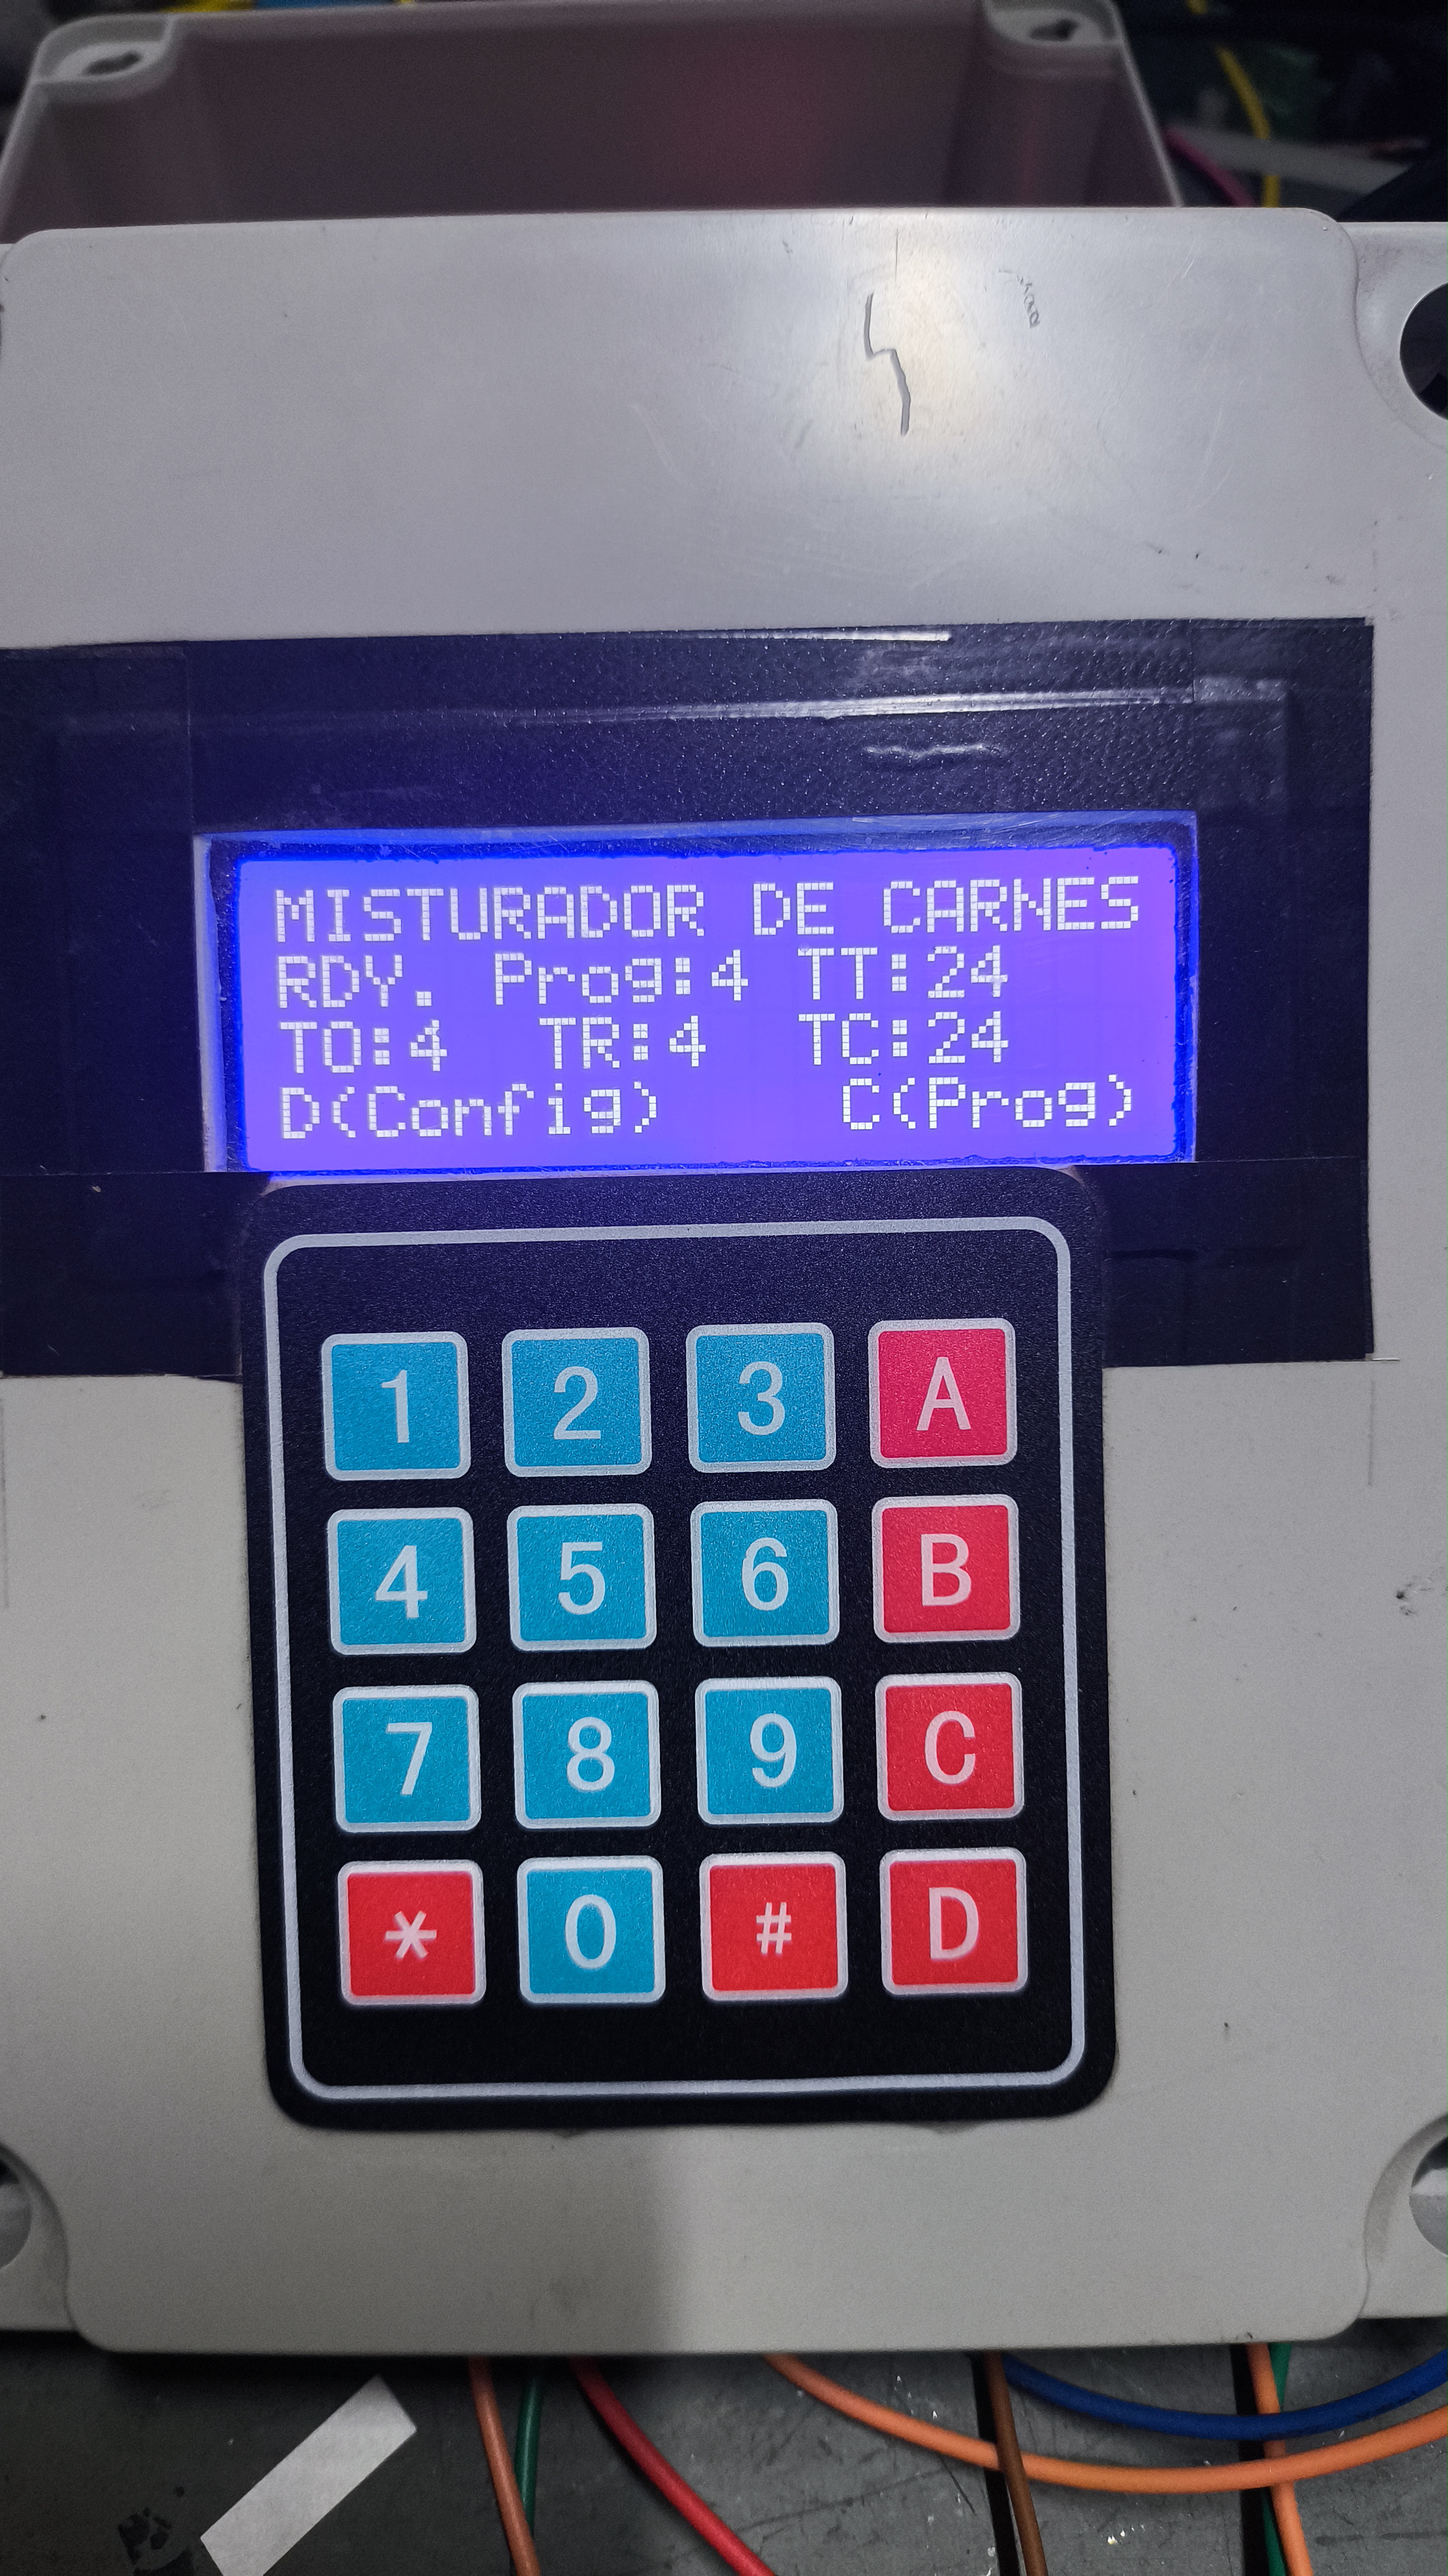 MISTURADOR DE CARNES
RDY. Prog:4 TT:24
TO:4 TR:4 TC:24
D(Config) C(Prog)
1 2 3 A
4 5 6 B
7 8 9 C
* 0 # D